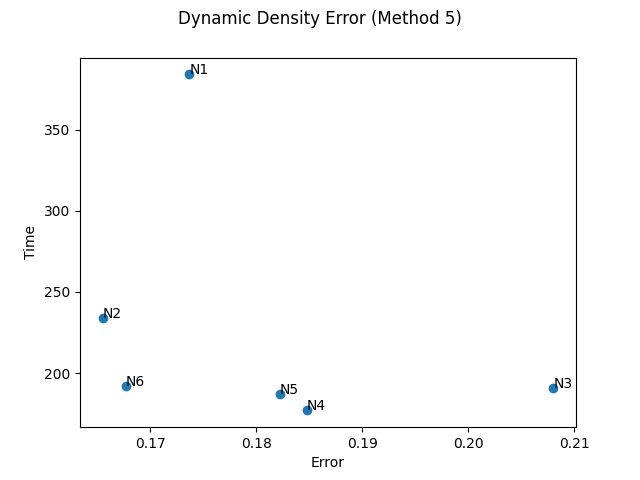 Dynamic Density Error (Method 5)
N1
350
300
Time
250
N2
200
N6
N5
N4
N3
0.17
0.18
0.19
0.20
0.21
Error